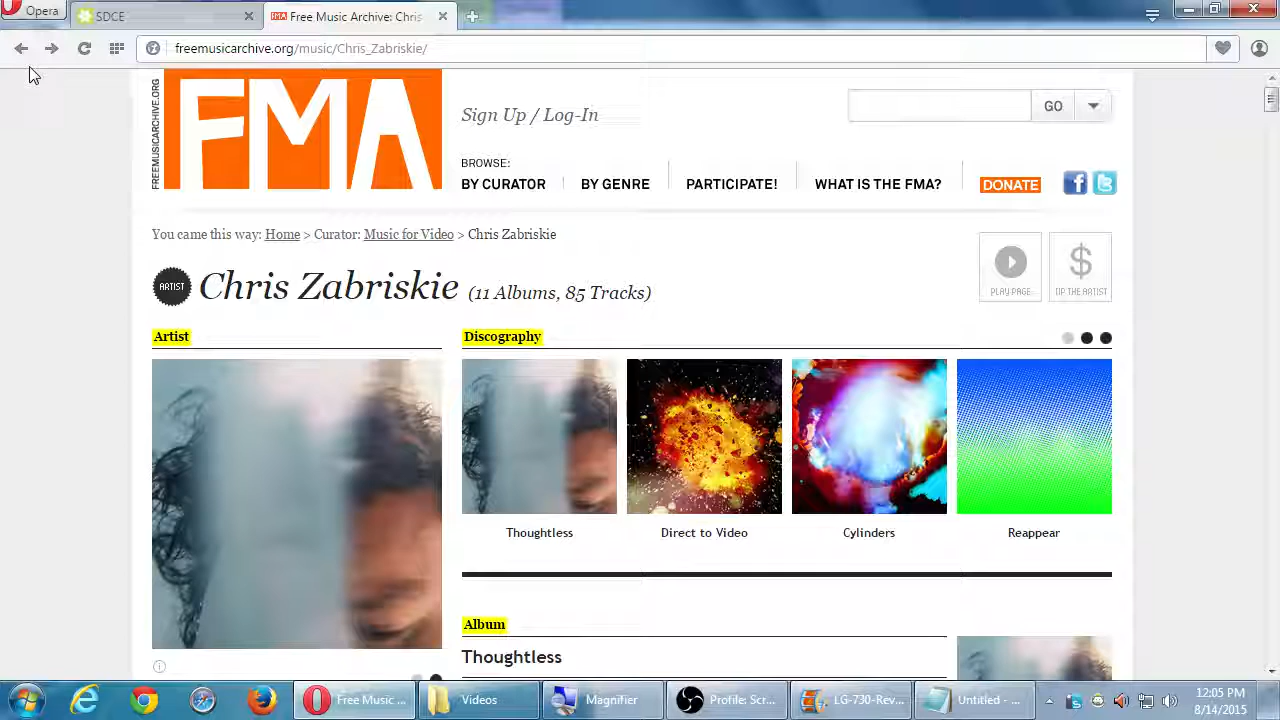 Opera
SDCE
Free Music Archive: Chris
freemusicarchive.org/music/Chris_Zabriskie/
FREEMUSICARCHIVE.ORG
FMA
Sign Up / Log-In
GO
BROWSE:
BY CURATOR
BY GENRE
PARTICIPATE!
WHAT IS THE FMA?
DONATE
You came this way: Home > Curator: Music for Video > Chris Zabriskie
ARTIST
Chris Zabriskie (11 Albums, 85 Tracks)
PLAY PAGE
$
TIP THE ARTIST
Artist
Discography
Thoughtless
Direct to Video
Cylinders
Reappear
Album
Thoughtless
Free Music ...
Videos
Magnifier
Profile: Scr...
LG-730-Rev...
Untitled - ...
12:05 PM
8/14/2015